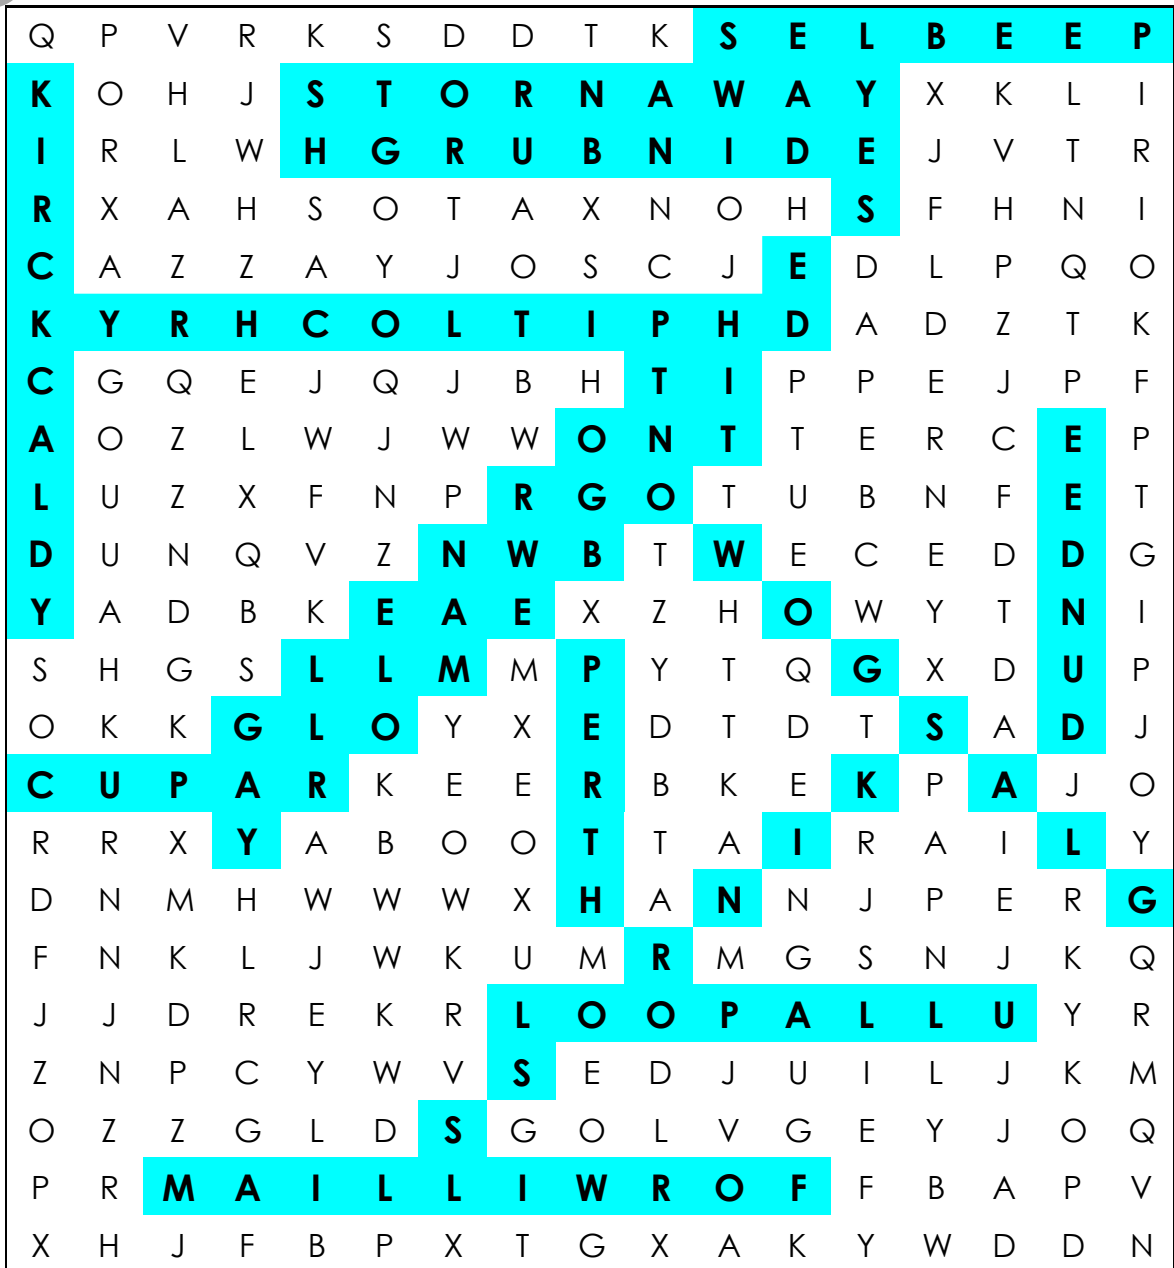 Q P V R K S D D T K S E L B E E P
K O H J S T O R N A W A Y X K L I
I R L W H G R U B N I D E J V T R
R X A H S O T A X N O H S F H N I
C A Z Z A Y J O S C J E D L P Q O
K Y R H C O L T I P H D A D Z T K
C G Q E J Q J B H T I P P E J P F
A O Z L W J W W O N T T E R C E P
L U Z X F N P R G O T U B N F E T
D U N Q V Z N W B T W E C E D D G
Y A D B K E A E X Z H O W Y T N I
S H G S L L M M P Y T Q G X D U P
O K K G L O Y X E D T D T S A D J
C U P A R K E E R B K E K P A J O
R R X Y A B O O T T A I R A I L Y
D N M H W W W X H A N N J P E R G
F N K L J W K U M R M G S N J K Q
J J D R E K R L O O P A L L U Y R
Z N P C Y W V S E D J U I L J K M
O Z Z G L D S G O L V G E Y J O Q
P R M A I L L I W R O F F B A P V
X H J F B P X T G X A K Y W D D N